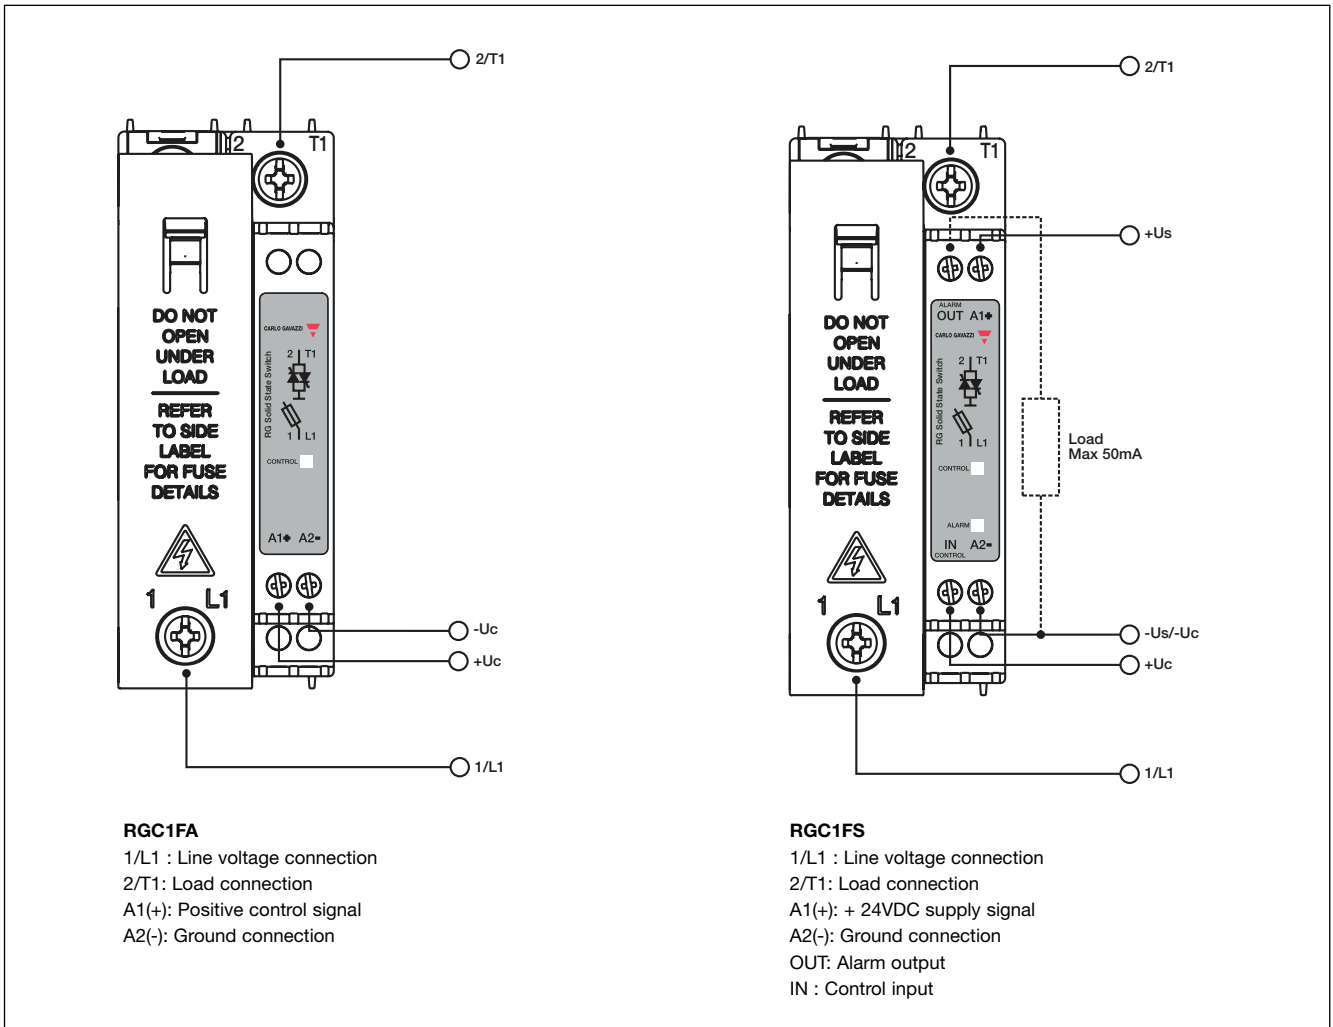 2/T1
2 T1
DO NOT
OPEN
UNDER
LOAD
REFER
TO SIDE
LABEL
FOR FUSE
DETAILS
CARLO GAVAZZI
RG Solid State Switch
2 T1
1 L1
CONTROL
A1+ A2-
1 L1
-Uc
+Uc
1/L1
RGC1FA
1/L1 : Line voltage connection
2/T1: Load connection
A1(+): Positive control signal
A2(-): Ground connection
2/T1
2 T1
+Us
DO NOT
OPEN
UNDER
LOAD
REFER
TO SIDE
LABEL
FOR FUSE
DETAILS
ALARM
OUT A1+
CARLO GAVAZZI
RG Solid State Switch
2 T1
1 L1
CONTROL
ALARM
IN A2-
CONTROL
Load
Max 50mA
1 L1
-Us/-Uc
+Uc
1/L1
RGC1FS
1/L1 : Line voltage connection
2/T1: Load connection
A1(+): + 24VDC supply signal
A2(-): Ground connection
OUT: Alarm output
IN : Control input